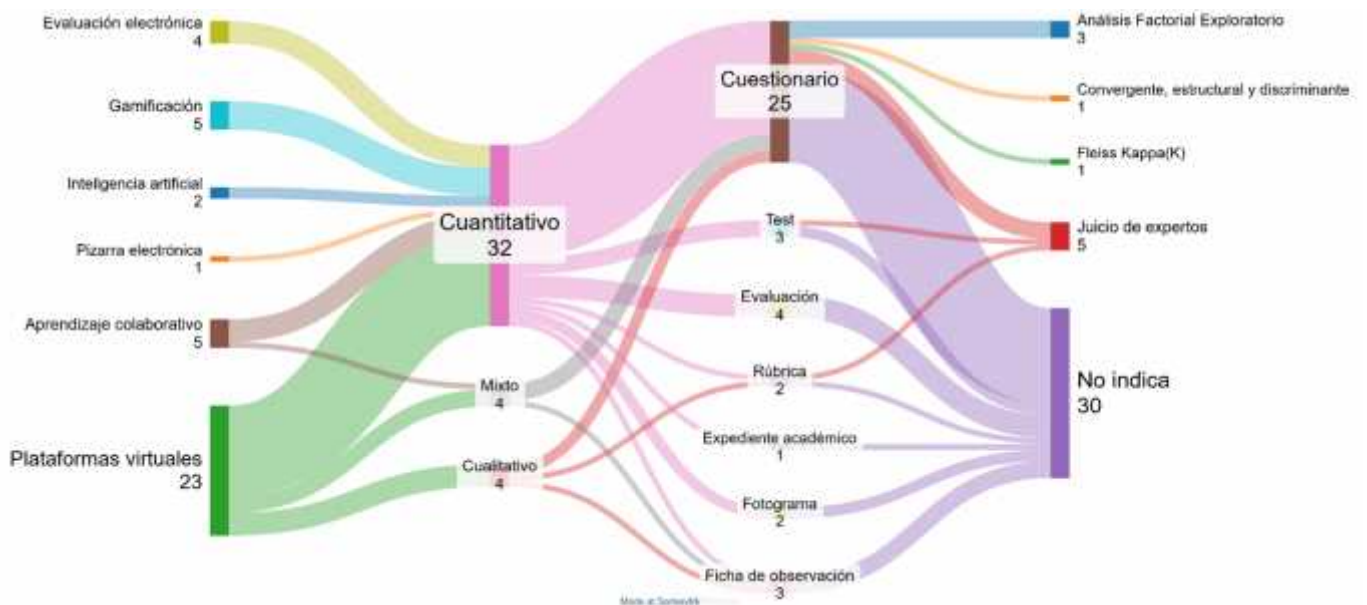 Evaluación electrónica
4
Gamificación
5
Inteligencia artificial
2
Pizarra electrónica
1
Aprendizaje colaborativo
5
Plataformas virtuales
23
Cuantitativo
32
Mixto
4
Cualitativo
4
Cuestionario
25
Test
3
Evaluación
4
Rúbrica
2
Expediente académico
1
Fotograma
2
Ficha de observación
3
Análisis Factorial Exploratorio
3
Convergente, estructural y discriminante
1
Fleiss Kappa(K)
1
Juicio de expertos
5
No indica
30
Made at